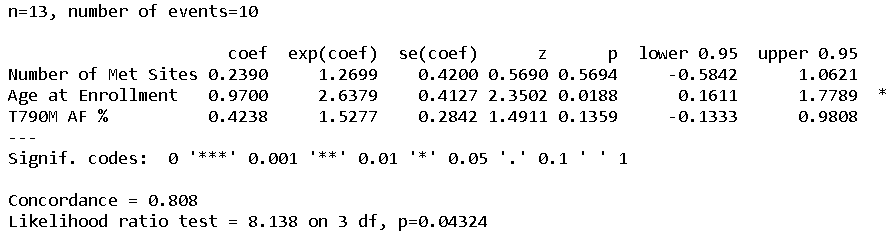 n=13, number of events=10
coef exp(coef) se(coef) z p lower 0.95 upper 0.95
Number of Met Sites 0.2390 1.2699 0.4200 0.5690 0.5694 -0.5842 1.0621
Age at Enrollment 0.9700 2.6379 0.4127 2.3502 0.0188 0.1611 1.7789 *
T790M AF % 0.4238 1.5277 0.2842 1.4911 0.1359 -0.1333 0.9808
---
Signif. codes: 0 '***' 0.001 '**' 0.01 '*' 0.05 '.' 0.1 ' ' 1
Concordance = 0.808
Likelihood ratio test = 8.138 on 3 df, p=0.04324